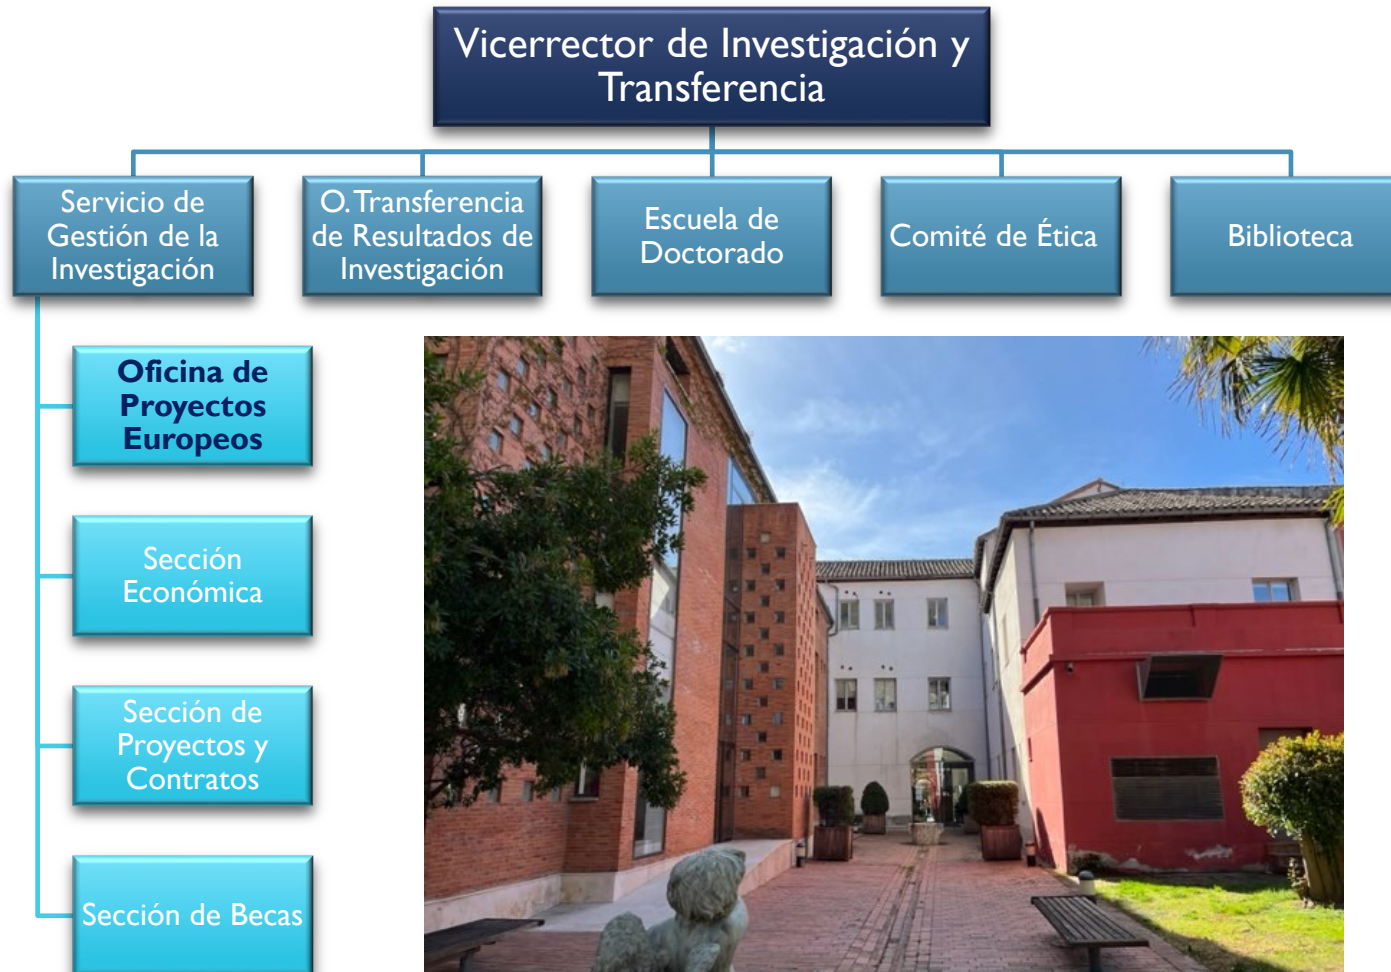 Vicerrector de Investigación y
Transferencia
Servicio de
Gestión de la
Investigación
O. Transferencia
de Resultados de
Investigación
Escuela de
Doctorado
Comité de Ética
Biblioteca
Oficina de
Proyectos
Europeos
Sección
Económica
Sección de
Proyectos y
Contratos
Sección de Becas